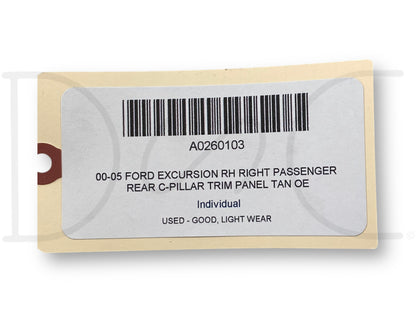 A0260103
00-05 FORD EXCURSION RH RIGHT PASSENGER
REAR C-PILLAR TRIM PANEL TAN OE
Individual
USED - GOOD, LIGHT WEAR